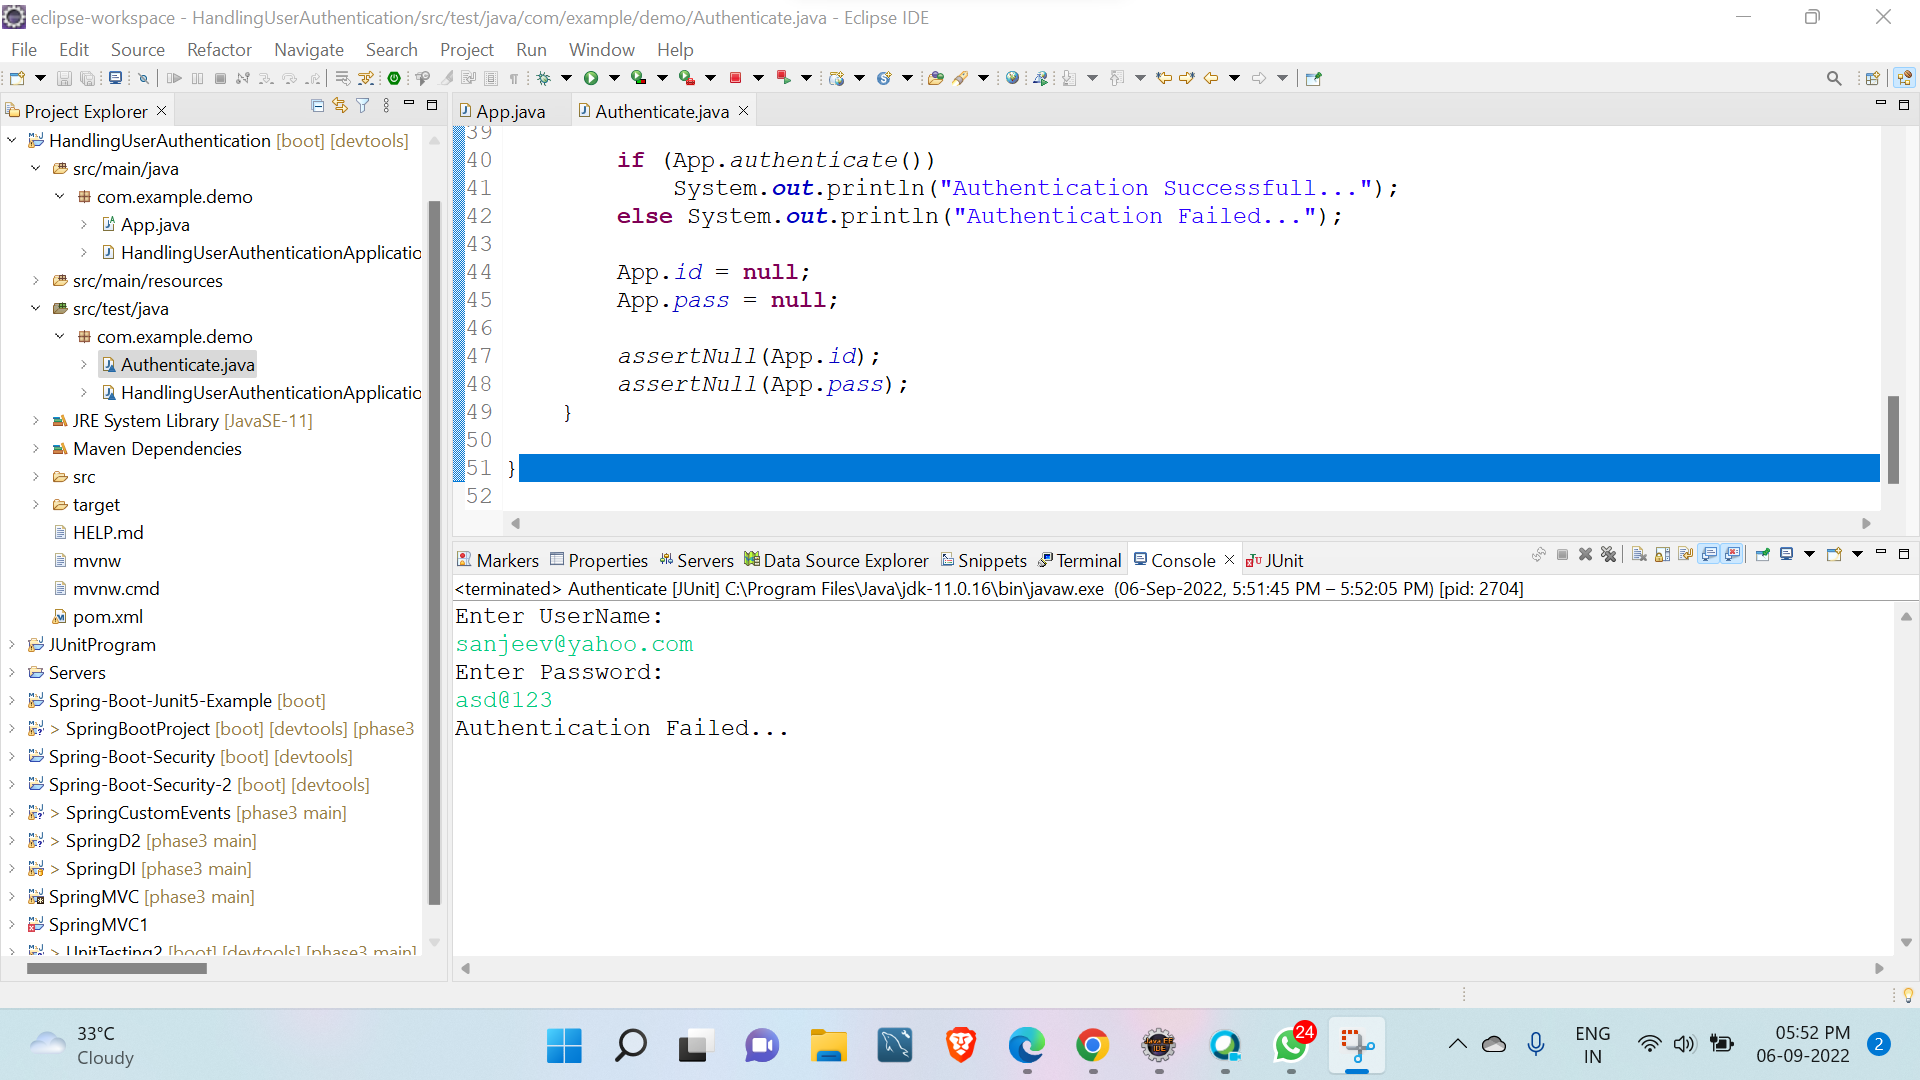 eclipse-workspace - HandlingUserAuthentication/src/test/java/com/example/demo/Authenticate.java - Eclipse IDE
File Edit Source Refactor Navigate Search Project Run Window Help
Project Explorer
HandlingUserAuthentication [boot] [devtools]
src/main/java
com.example.demo
App.java
HandlingUserAuthenticationApplicatio
src/main/resources
src/test/java
com.example.demo
Authenticate.java
HandlingUserAuthenticationApplicatio
JRE System Library [JavaSE-11]
Maven Dependencies
src
target
HELP.md
mvnw
mvnw.cmd
pom.xml
JUnitProgram
Servers
Spring-Boot-Junit5-Example [boot]
> SpringBootProject [boot] [devtools] [phase3
Spring-Boot-Security [boot] [devtools]
Spring-Boot-Security-2 [boot] [devtools]
> SpringCustomEvents [phase3 main]
> SpringD2 [phase3 main]
> SpringDI [phase3 main]
SpringMVC [phase3 main]
SpringMVC1
> UnitTesting2 [boot] [devtools] [phase3 main]
App.java Authenticate.java
39
40 if (App.authenticate())
41 System.out.println("Authentication Successfull...");
42 else System.out.println("Authentication Failed...");
43
44 App.id = null;
45 App.pass = null;
46
47 assertNull(App.id);
48 assertNull(App.pass);
49 }
50
51 }
52
Markers Properties Servers Data Source Explorer Snippets Terminal Console JUnit
<terminated> Authenticate [JUnit] C:\Program Files\Java\jdk-11.0.16\bin\javaw.exe (06-Sep-2022, 5:51:45 PM – 5:52:05 PM) [pid: 2704]
Enter UserName:
sanjeev@yahoo.com
Enter Password:
asd@123
Authentication Failed...
33°C
Cloudy
24
ENG
IN
05:52 PM
06-09-2022
2